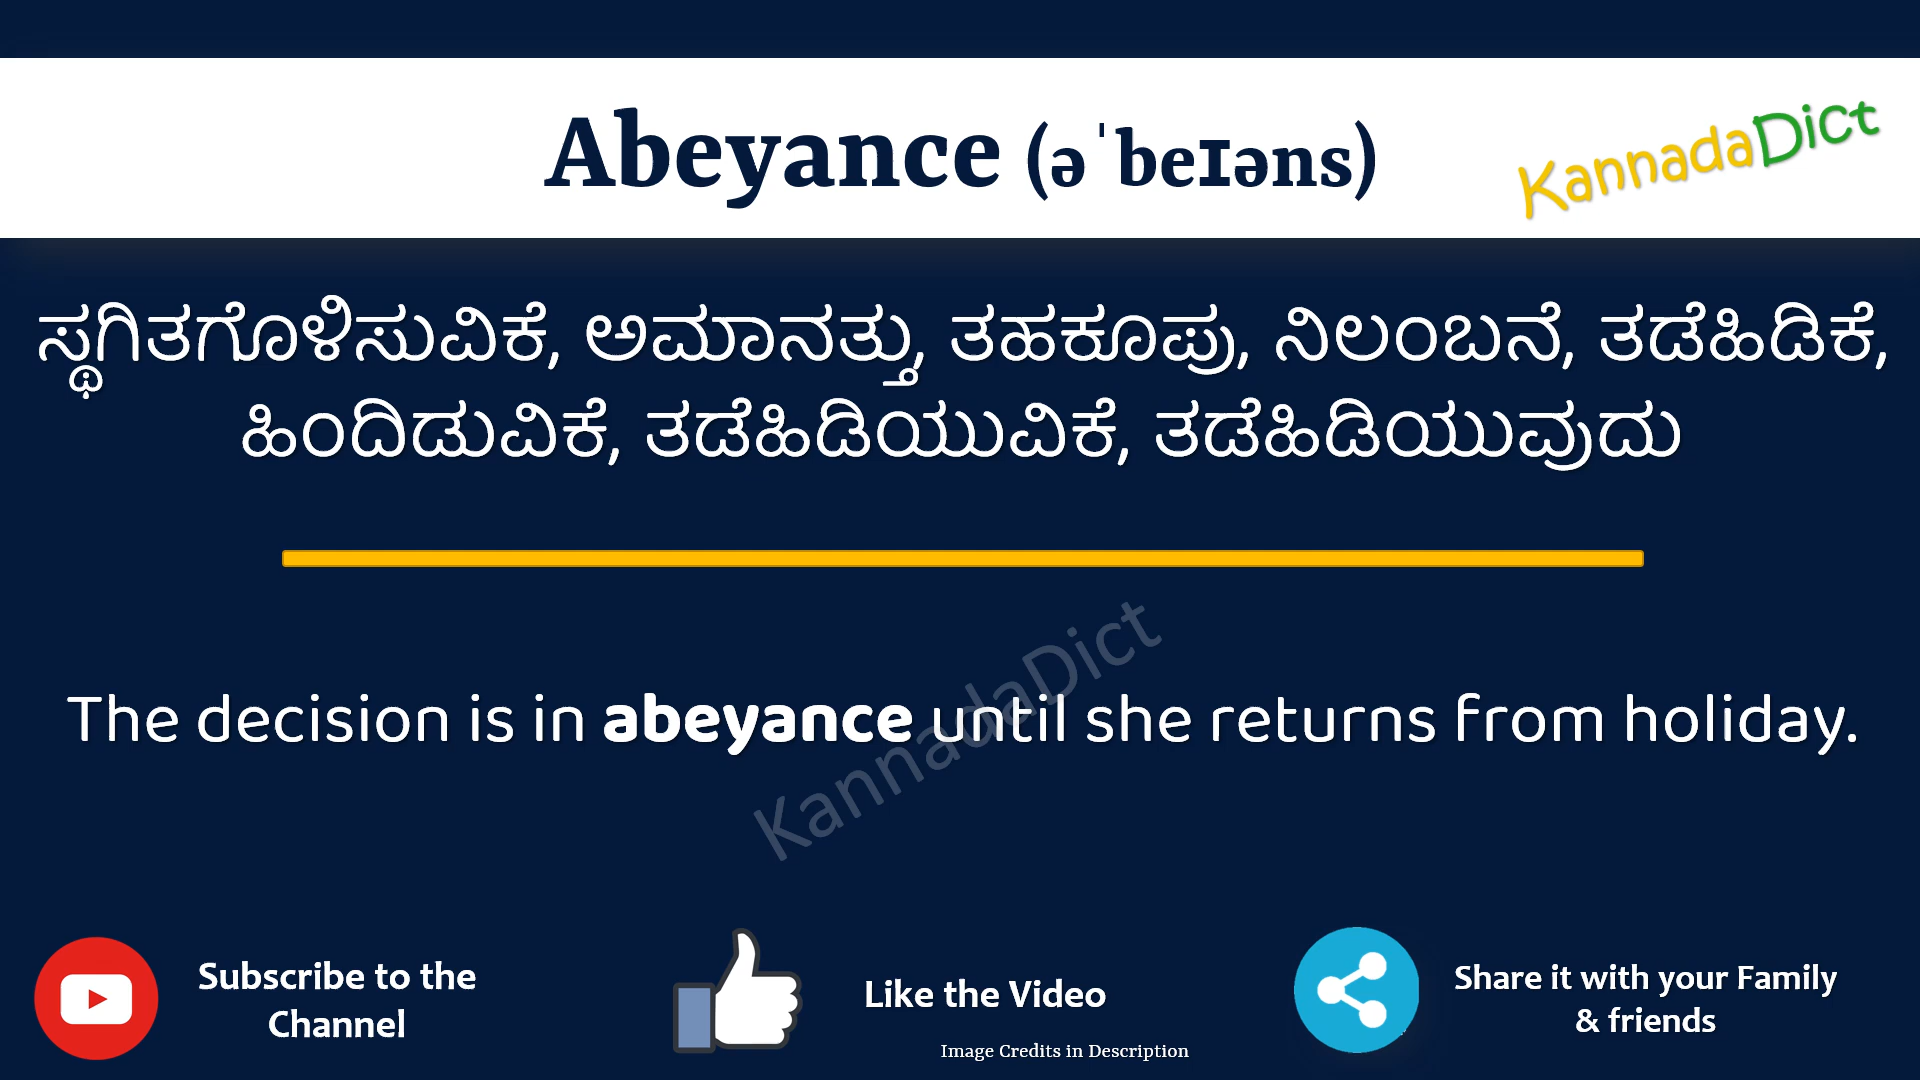 Abeyance (əˈbeɪəns)
KannadaDict
ಸ್ಥಗಿತಗೊಳಿಸುವಿಕೆ, ಅಮಾನತ್ತು, ತಹಕೂಪು, ನಿಲಂಬನೆ, ತಡೆಹಿಡಿಕೆ,
ಹಿಂದಿಡುವಿಕೆ, ತಡೆಹಿಡಿಯುವಿಕೆ, ತಡೆಹಿಡಿಯುವುದು
KannadaDict
The decision is in abeyance until she returns from holiday.
Subscribe to the
Channel
Like the Video
Share it with your Family
& friends
Image Credits in Description